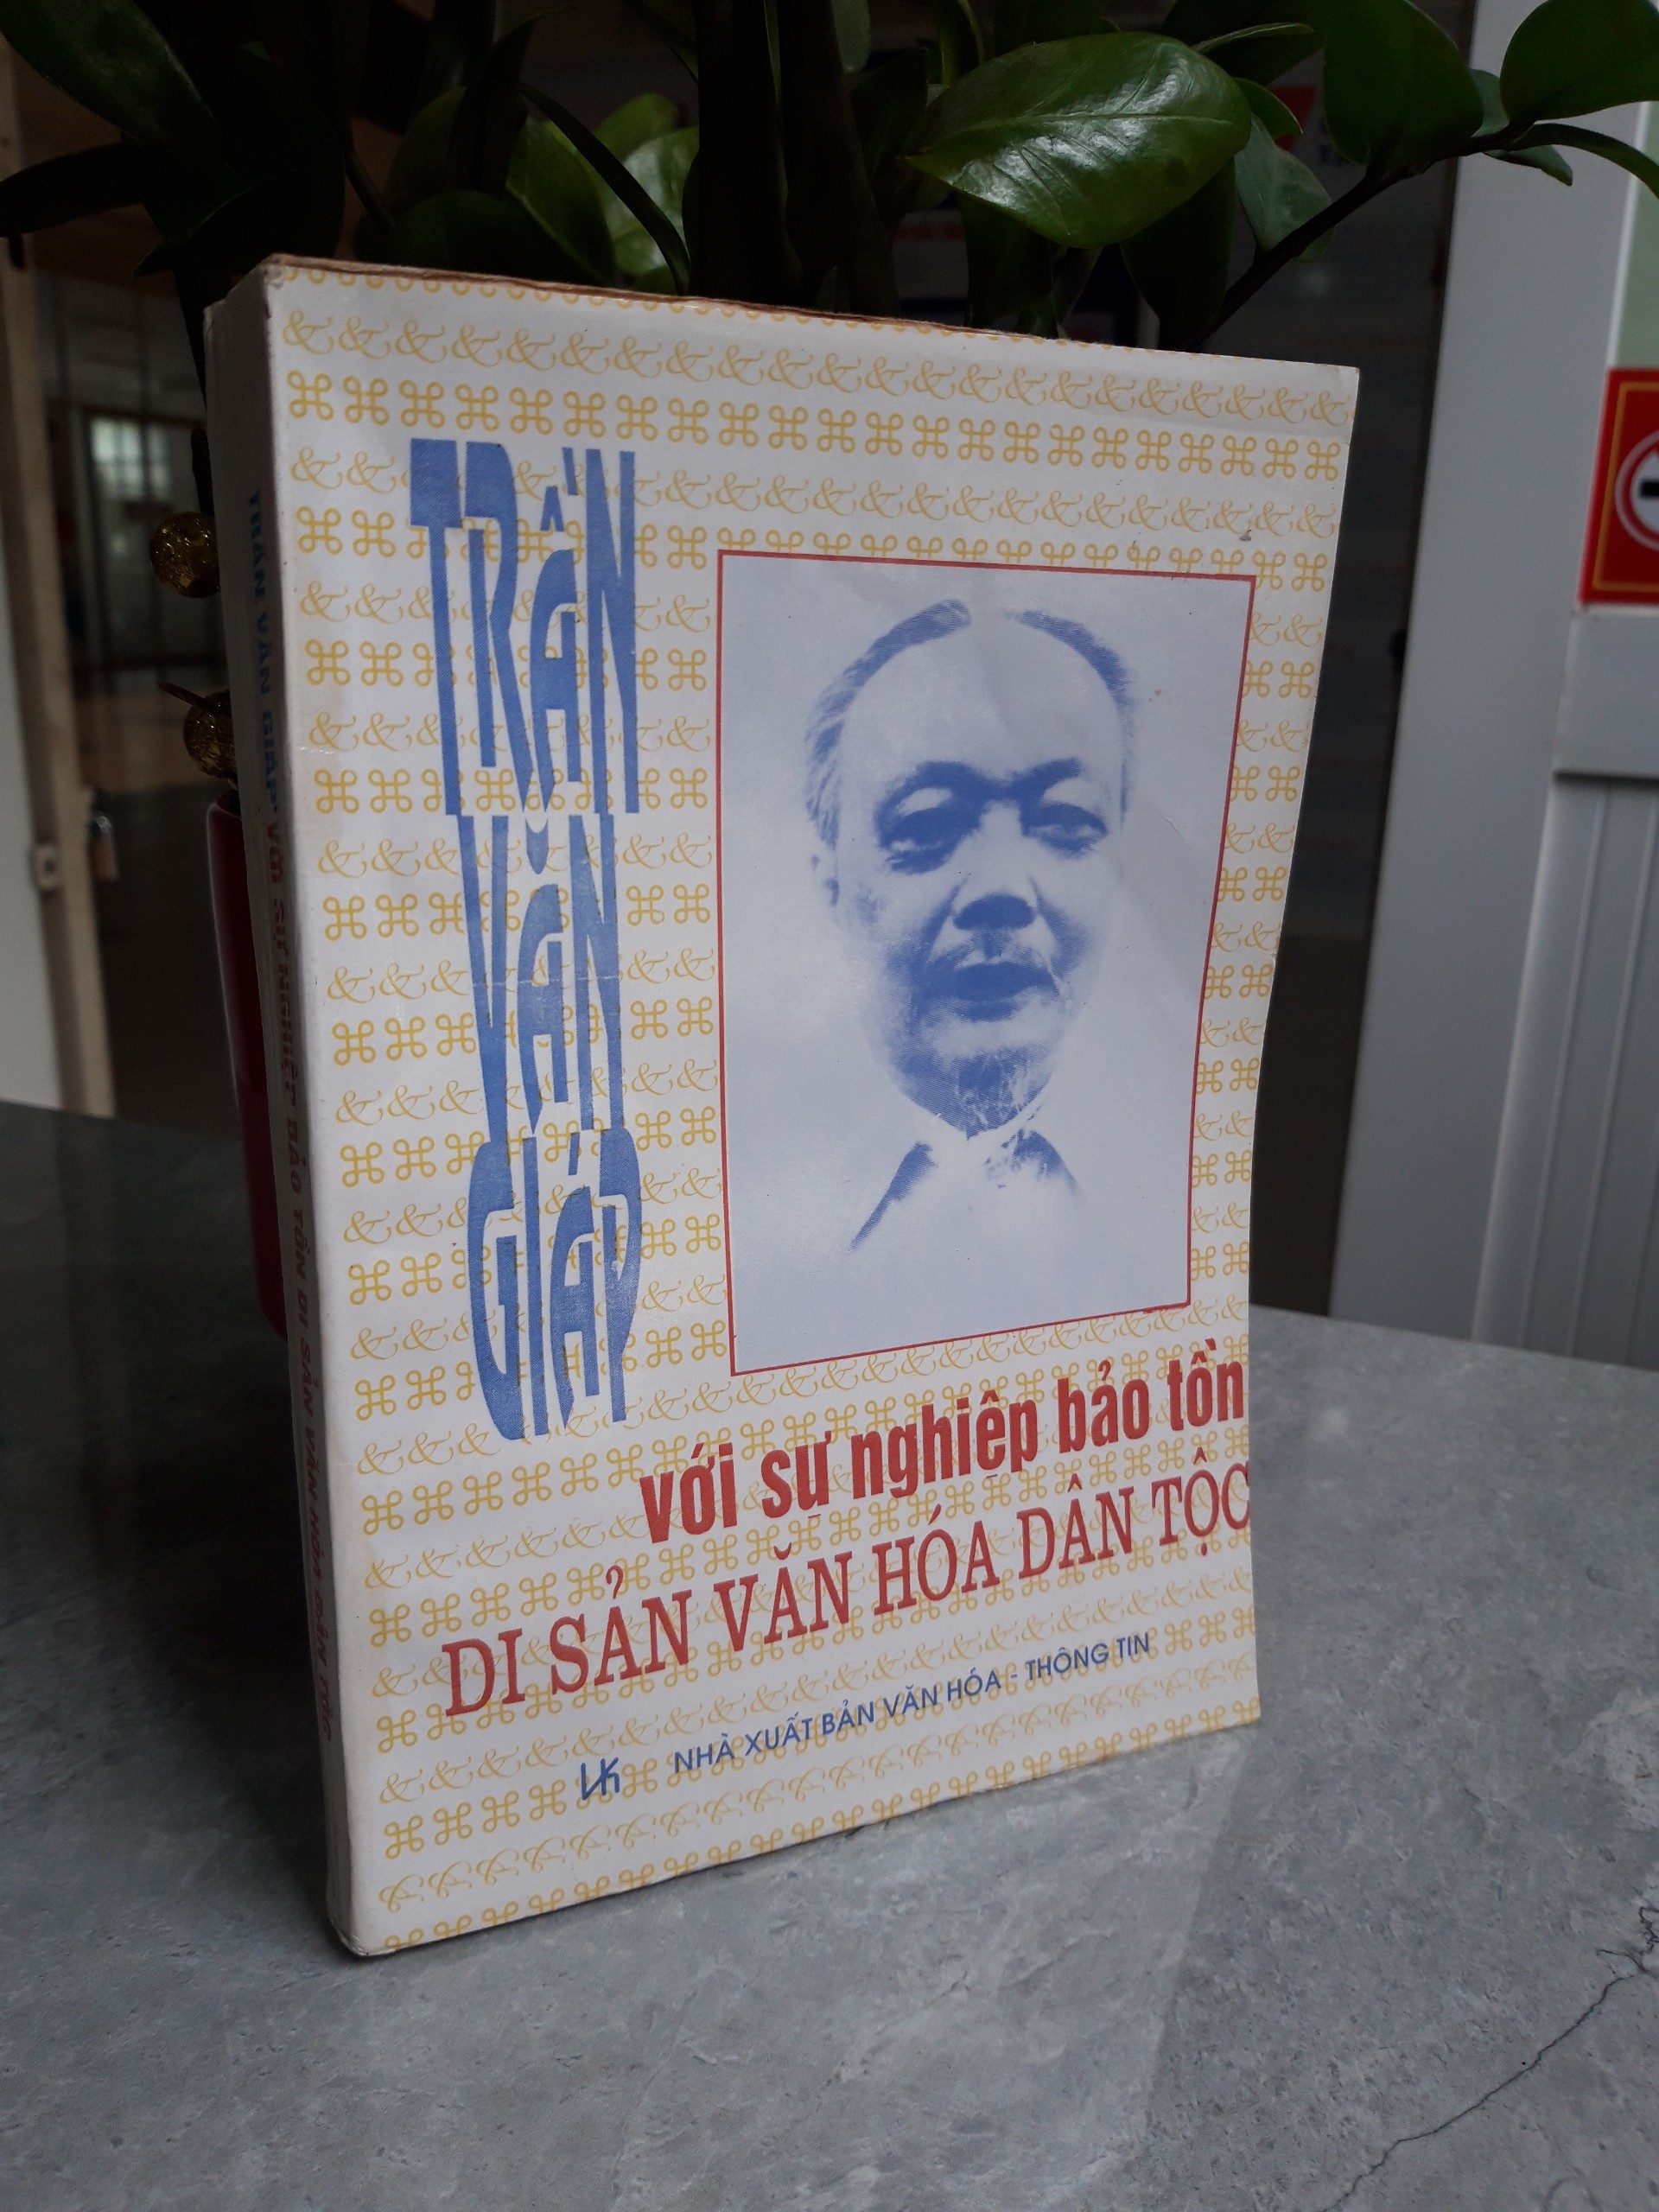 TRẦN
VĂN
GIÁP
với sự nghiệp bảo tồn
DI SẢN VĂN HÓA DÂN TỘC
NHÀ XUẤT BẢN VĂN HÓA - THÔNG TIN
TRẦN VĂN GIÁP VỚI SỰ NGHIỆP BẢO TỒN DI SẢN VĂN HÓA DÂN TỘC